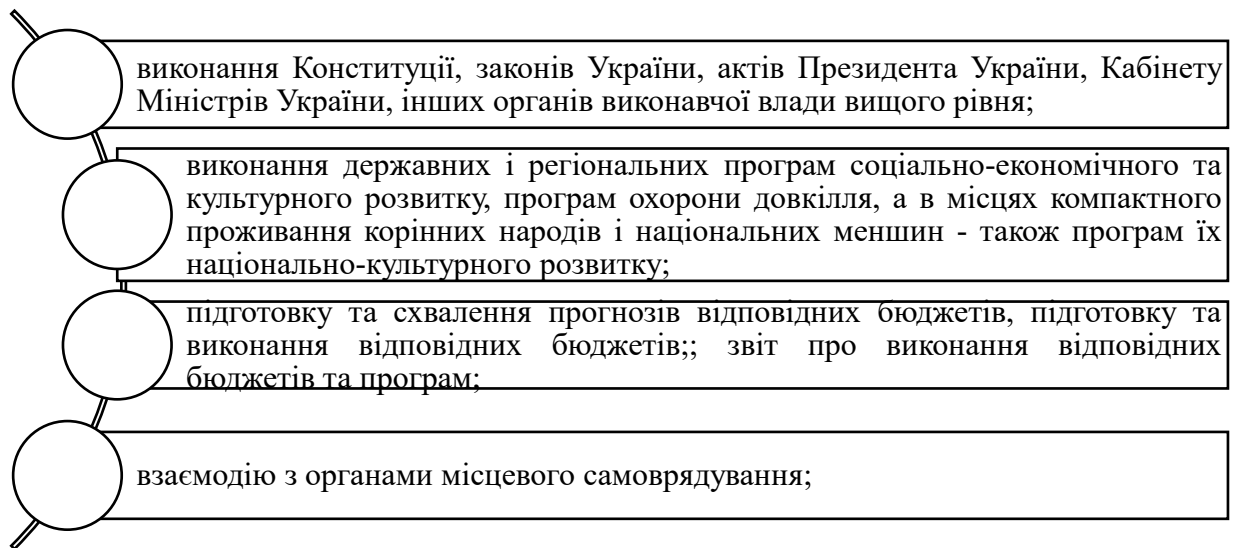 виконання Конституції, законів України, актів Президента України, Кабінету
Міністрів України, інших органів виконавчої влади вищого рівня;
виконання державних і регіональних програм соціально-економічного та
культурного розвитку, програм охорони довкілля, а в місцях компактного
проживання корінних народів і національних меншин - також програм їх
національно-культурного розвитку;
підготовку та схвалення прогнозів відповідних бюджетів, підготовку та
виконання відповідних бюджетів;; звіт про виконання відповідних
бюджетів та програм;
взаємодію з органами місцевого самоврядування;